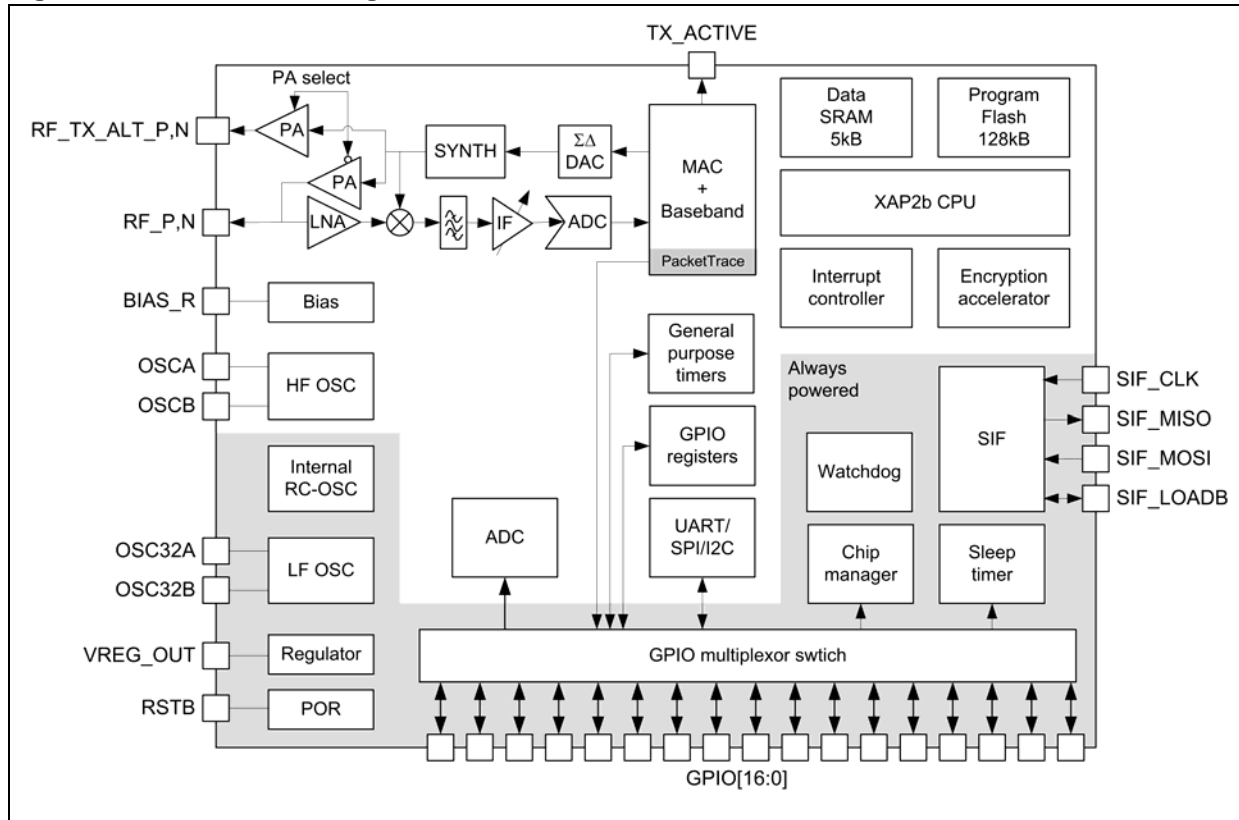 TX_ACTIVE
PA select
RF_TX_ALT_P,N
PA
SYNTH
ΣΔ
DAC
MAC
+
Baseband
PacketTrace
Data
SRAM
5kB
Program
Flash
128kB
PA
RF_P,N
LNA
IF
ADC
XAP2b CPU
BIAS_R
Bias
Interrupt
controller
Encryption
accelerator
OSCA
OSCB
HF OSC
General
purpose
timers
Always
powered
SIF
SIF_CLK
SIF_MISO
SIF_MOSI
SIF_LOADB
GPIO
registers
Watchdog
Internal
RC-OSC
OSC32A
OSC32B
LF OSC
ADC
UART/
SPI/I2C
Chip
manager
Sleep
timer
VREG_OUT
Regulator
GPIO multiplexor swtich
RSTB
POR
GPIO[16:0]